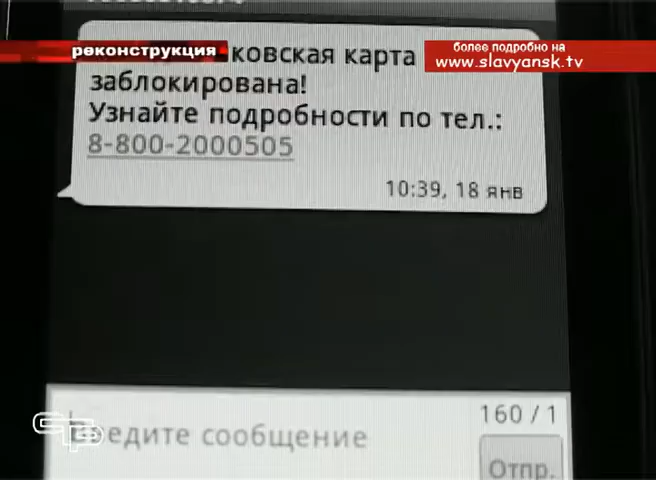 реконструкция
более подробно на
www.slavyansk.tv
ковская карта
заблокирована!
Узнайте подробности по тел.:
8-800-2000505
10:39, 18 янв
160 / 1
едите сообщение
Отпр.